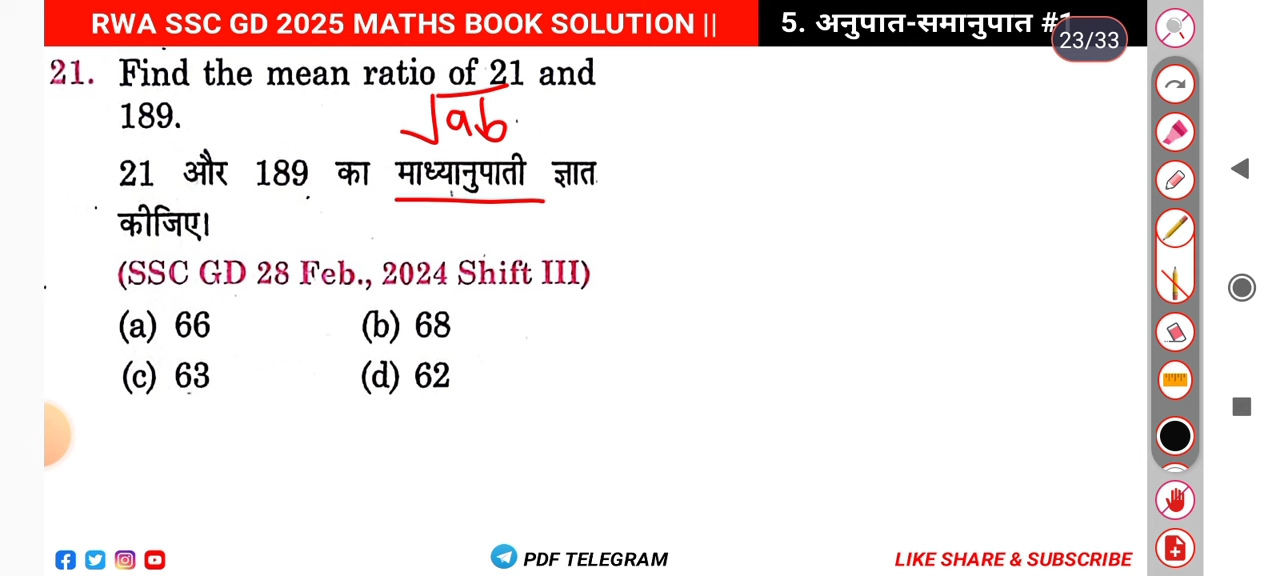 RWA SSC GD 2025 MATHS BOOK SOLUTION || 5. अनुपात-समानुपात #1
23/33
21. Find the mean ratio of 21 and
189.
√ab
21 और 189 का माध्यानुपाती ज्ञात
कीजिए।
(SSC GD 28 Feb., 2024 Shift III)
(a) 66 (b) 68
(c) 63 (d) 62
PDF TELEGRAM LIKE SHARE & SUBSCRIBE